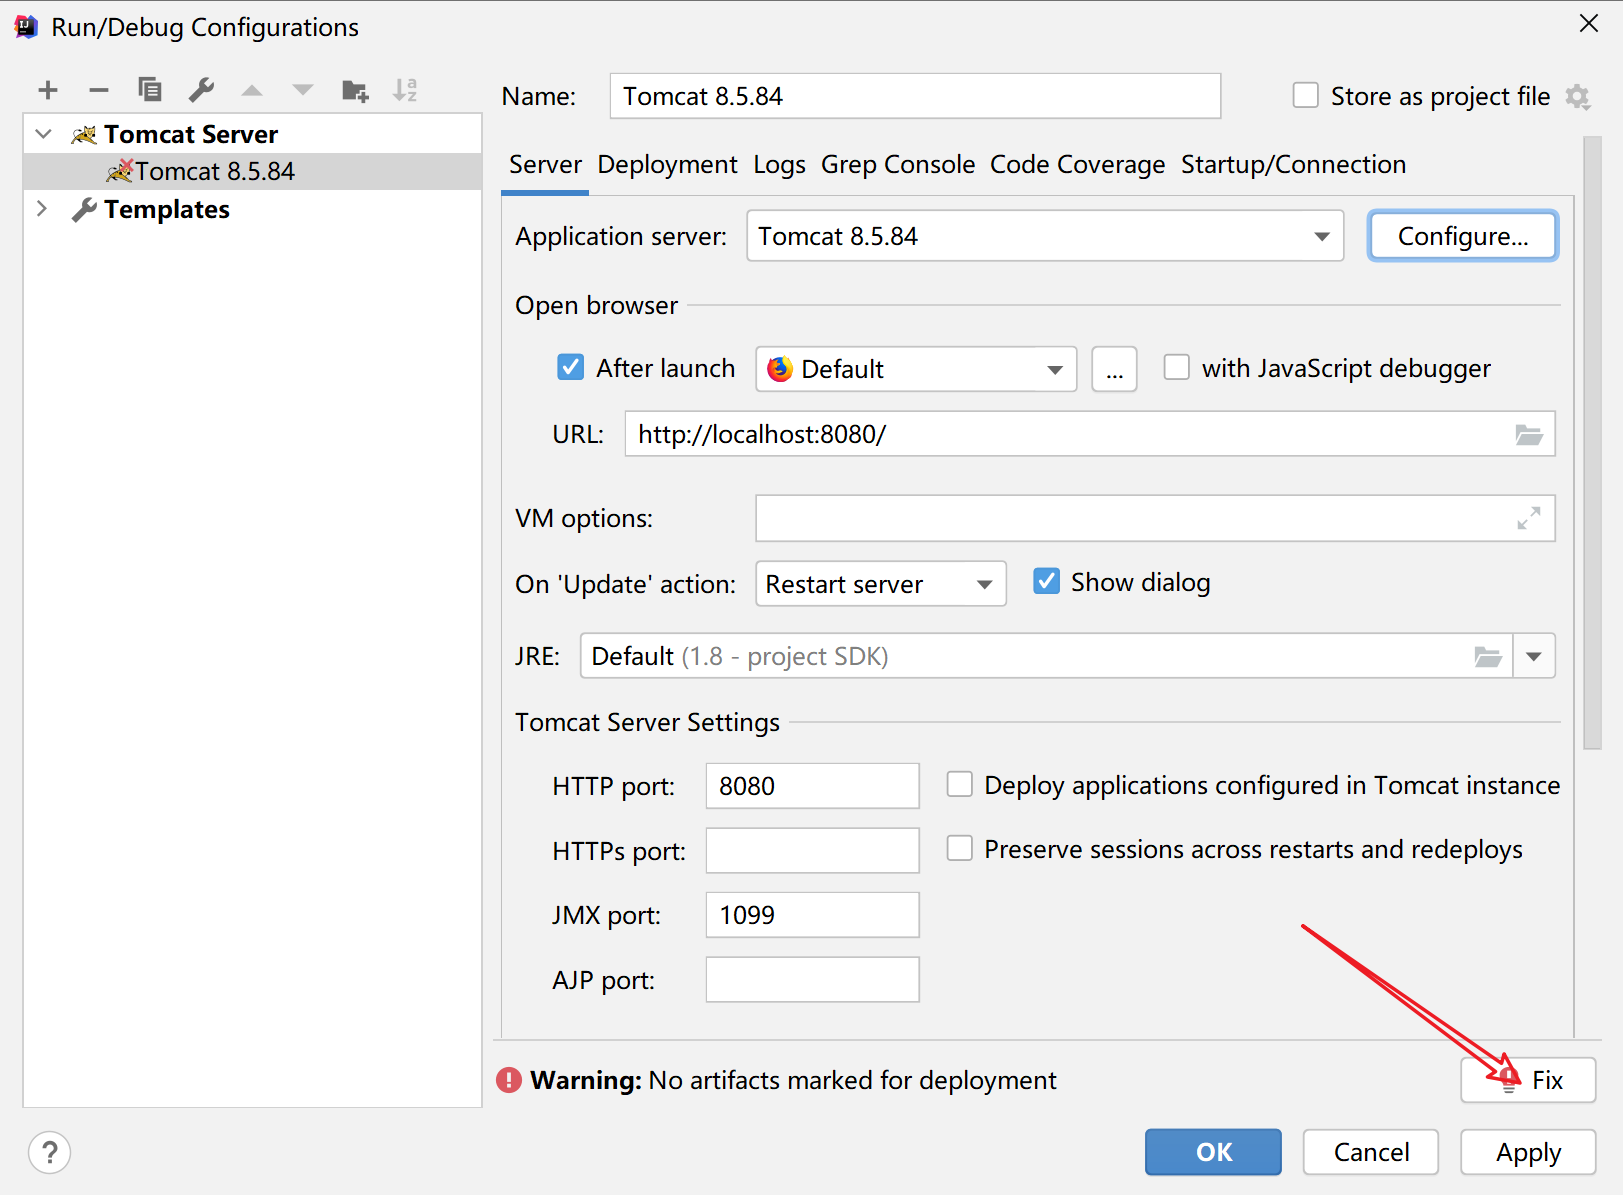 Run/Debug Configurations
Tomcat Server
Tomcat 8.5.84
Templates
Name: Tomcat 8.5.84 Store as project file
Server Deployment Logs Grep Console Code Coverage Startup/Connection
Application server: Tomcat 8.5.84 Configure...
Open browser
After launch Default ... with JavaScript debugger
URL: http://localhost:8080/
VM options:
On 'Update' action: Restart server Show dialog
JRE: Default (1.8 - project SDK)
Tomcat Server Settings
HTTP port: 8080 Deploy applications configured in Tomcat instance
HTTPs port: Preserve sessions across restarts and redeploys
JMX port: 1099
AJP port:
Warning: No artifacts marked for deployment Fix
? OK Cancel Apply